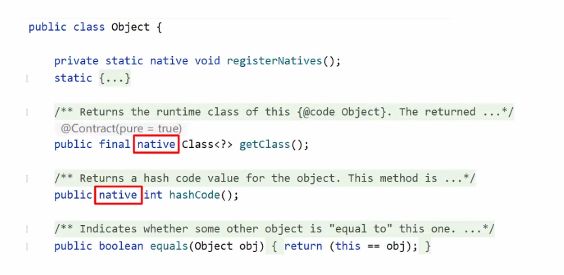 public class Object {
private static native void registerNatives();
static {...}
/** Returns the runtime class of this {@code Object}. The returned ...*/
@Contract(pure = true)
public final native Class<?> getClass();
/** Returns a hash code value for the object. This method is ...*/
public native int hashCode();
/** Indicates whether some other object is "equal to" this one. ...*/
public boolean equals(Object obj) { return (this == obj); }